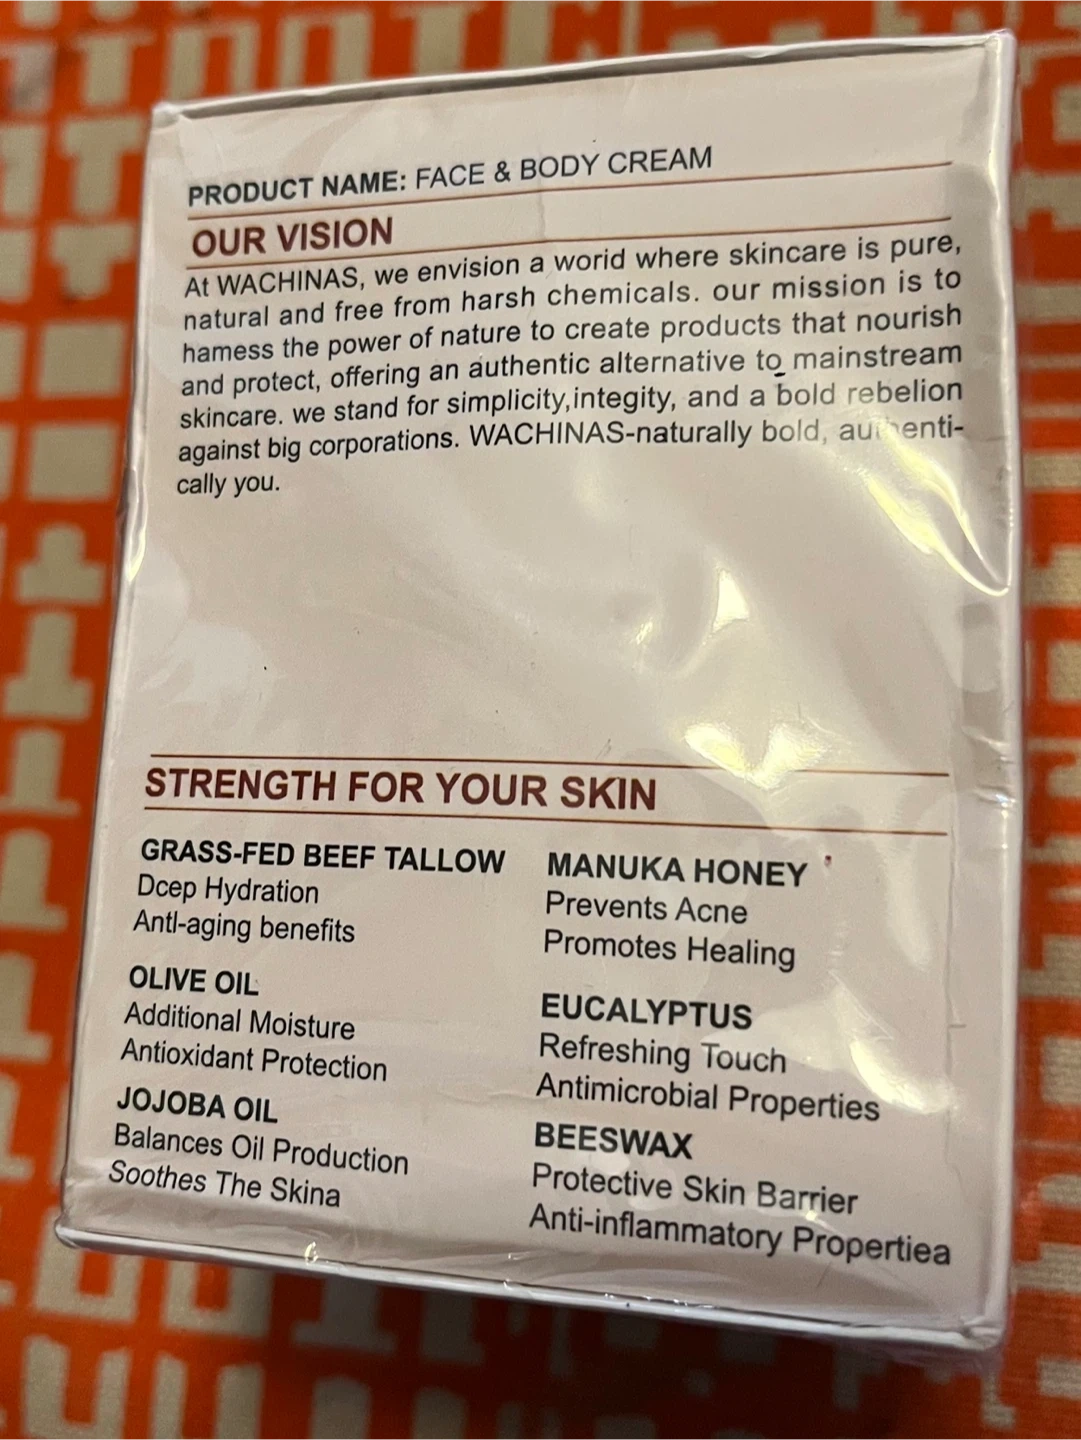 PRODUCT NAME: FACE & BODY CREAM
OUR VISION
At WACHINAS, we envision a worid where skincare is pure,
natural and free from harsh chemicals. our mission is to
hamess the power of nature to create products that nourish
and protect, offering an authentic alternative to mainstream
skincare. we stand for simplicity,integity, and a bold rebelion
against big corporations. WACHINAS-naturally bold, authenti-
cally you.
STRENGTH FOR YOUR SKIN
GRASS-FED BEEF TALLOW
Dcep Hydration
Antl-aging benefits
OLIVE OIL
Additional Moisture
Antioxidant Protection
JOJOBA OIL
Balances Oil Production
Soothes The Skina
MANUKA HONEY
Prevents Acne
Promotes Healing
EUCALYPTUS
Refreshing Touch
Antimicrobial Properties
BEESWAX
Protective Skin Barrier
Anti-inflammatory Propertiea